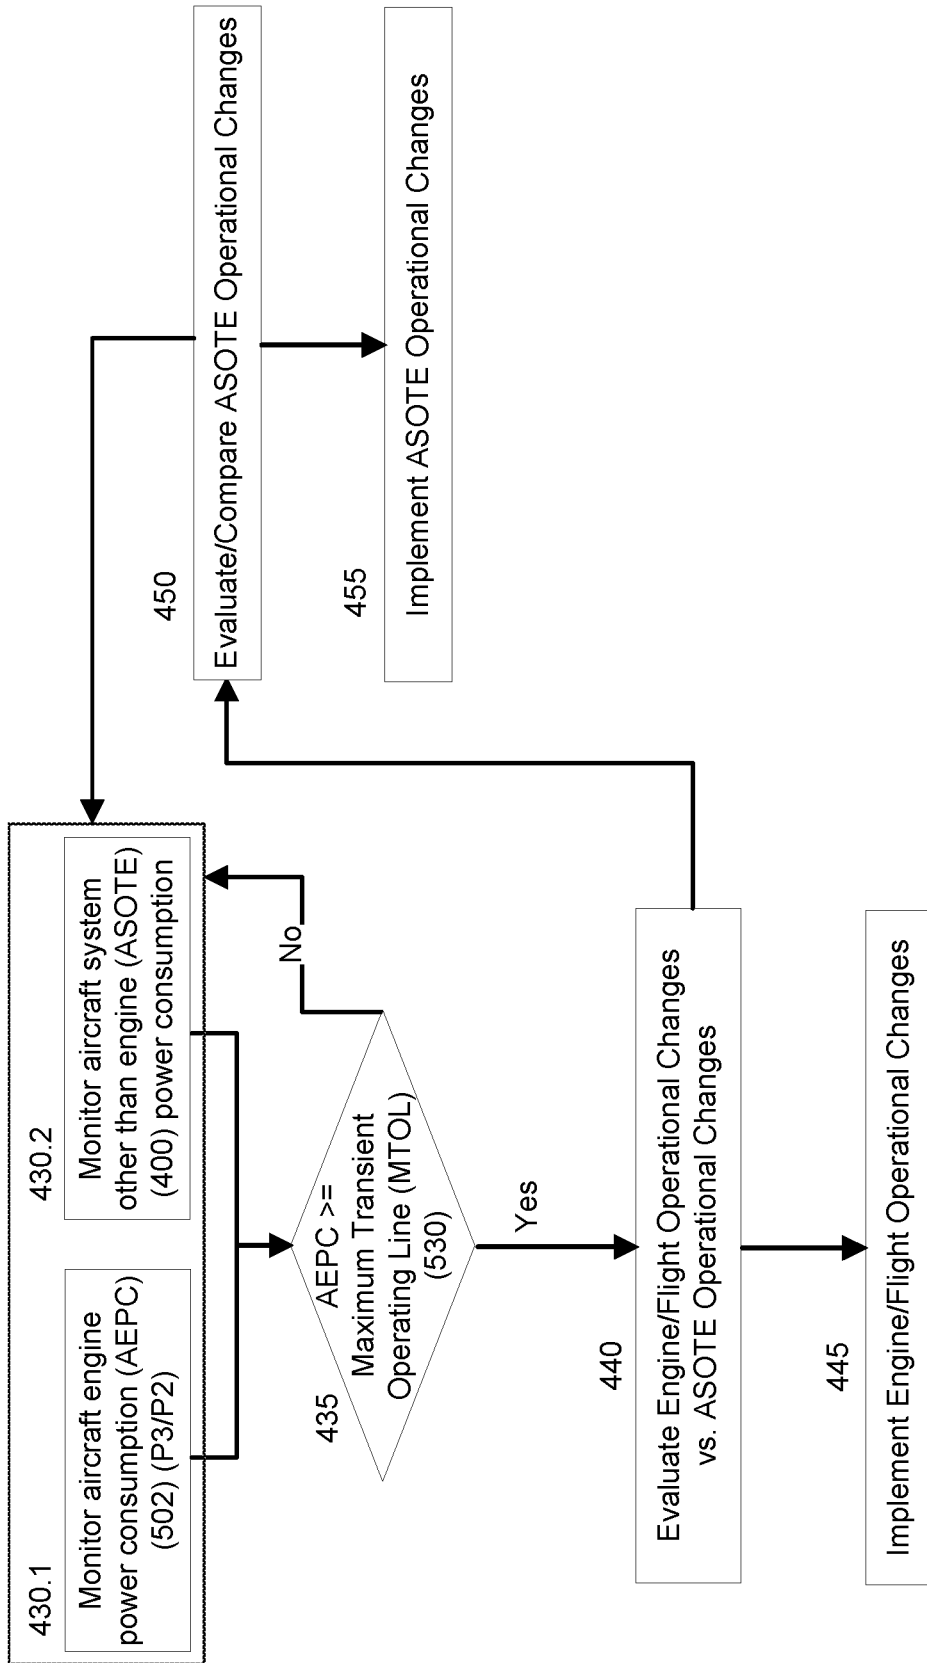 430.1
Monitor aircraft engine
power consumption (AEPC)
(502) (P3/P2)
430.2
Monitor aircraft system
other than engine (ASOTE)
(400) power consumption
435
AEPC >=
Maximum Transient
Operating Line (MTOL)
(530)
No
Yes
440
Evaluate Engine/Flight Operational Changes
vs. ASOTE Operational Changes
445
Implement Engine/Flight Operational Changes
450
Evaluate/Compare ASOTE Operational Changes
455
Implement ASOTE Operational Changes